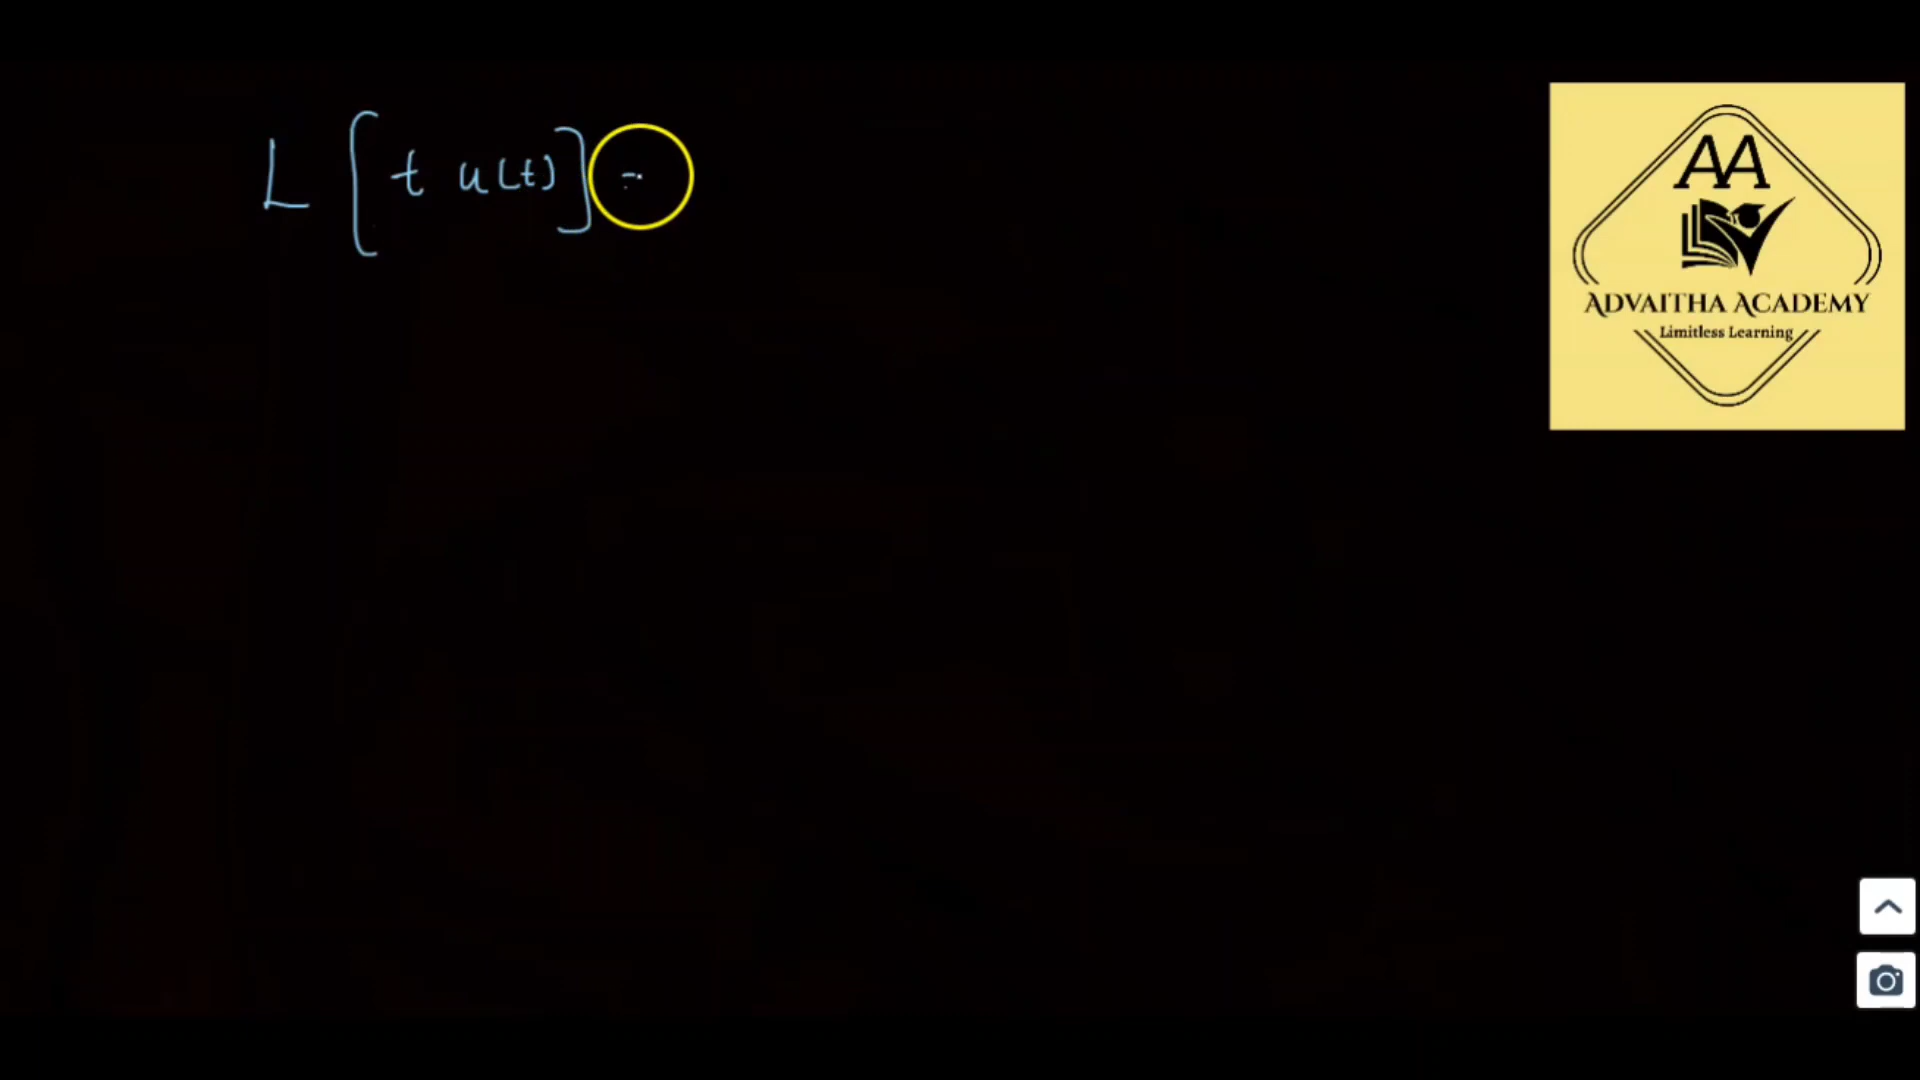 L [ t u(t) ] =
AA
ADVAITHA ACADEMY
Limitless Learning